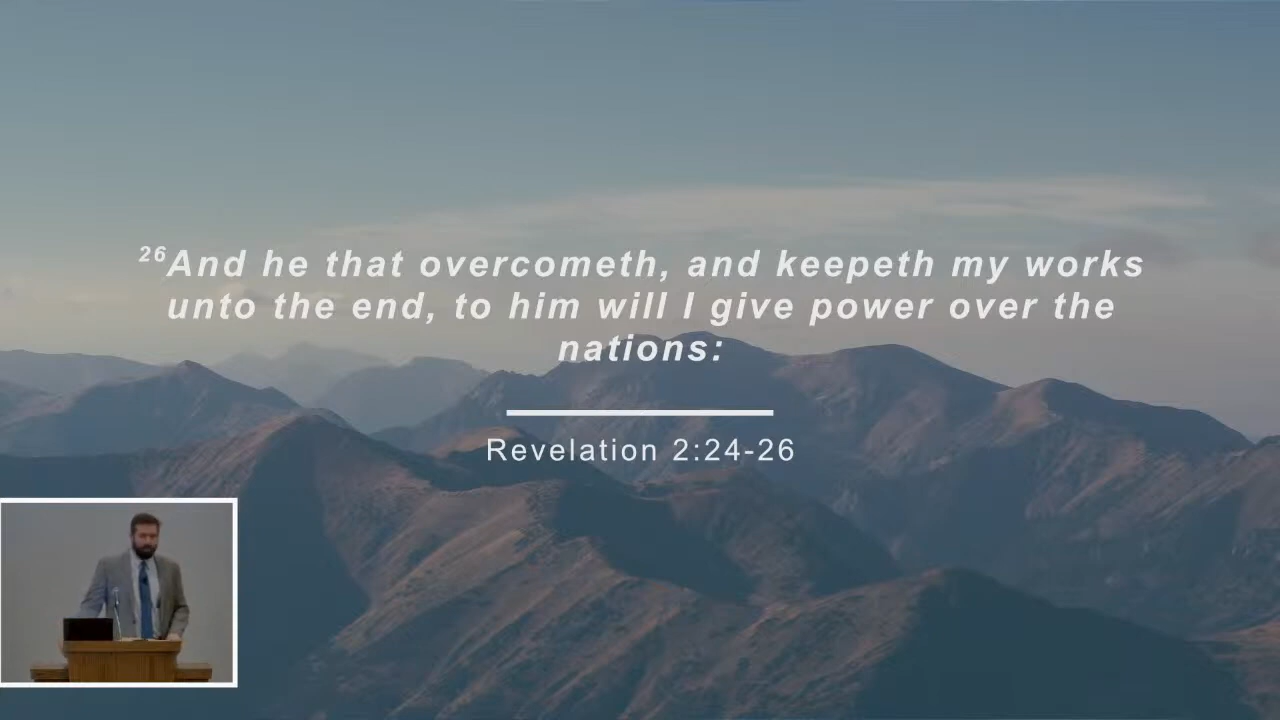 26And he that overcometh, and keepeth my works
unto the end, to him will I give power over the
nations:
Revelation 2:24-26